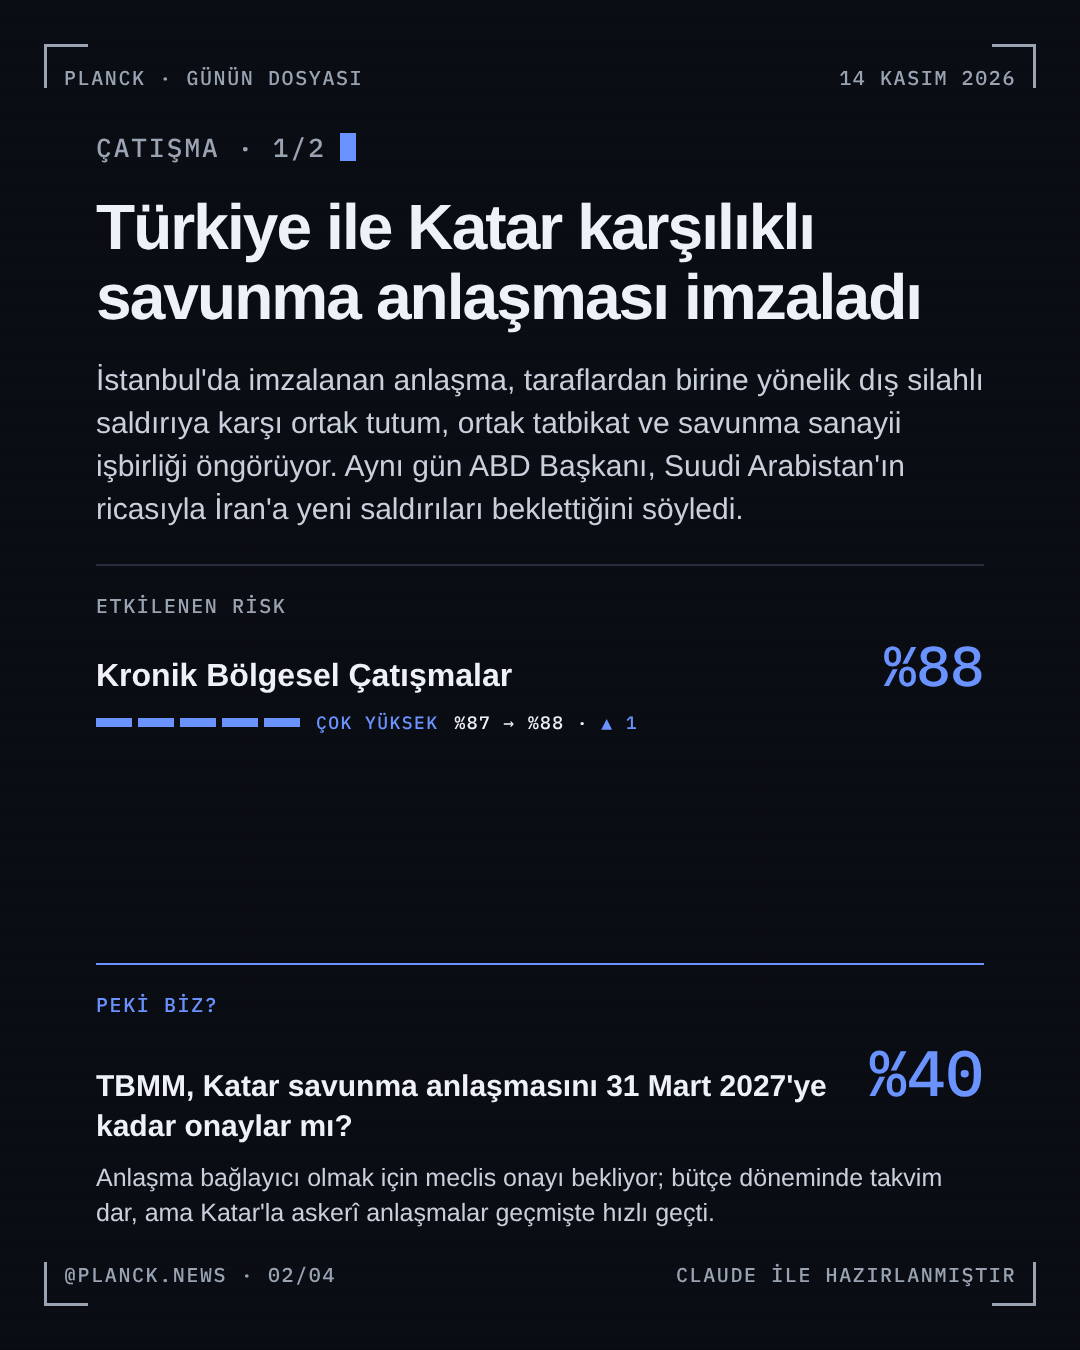 PLANCK · GÜNÜN DOSYASI
14 KASIM 2026
ÇATIŞMA · 1/2
Türkiye ile Katar karşılıklı
savunma anlaşması imzaladı
İstanbul'da imzalanan anlaşma, taraflardan birine yönelik dış silahlı
saldırıya karşı ortak tutum, ortak tatbikat ve savunma sanayii
işbirliği öngörüyor. Aynı gün ABD Başkanı, Suudi Arabistan'ın
ricasıyla İran'a yeni saldırıları beklettiğini söyledi.
ETKİLENEN RİSK
Kronik Bölgesel Çatışmalar
%88
ÇOK YÜKSEK %87 → %88 · ▲ 1
PEKİ BİZ?
TBMM, Katar savunma anlaşmasını 31 Mart 2027'ye
kadar onaylar mı?
%40
Anlaşma bağlayıcı olmak için meclis onayı bekliyor; bütçe döneminde takvim
dar, ama Katar'la askerî anlaşmalar geçmişte hızlı geçti.
@PLANCK.NEWS · 02/04
CLAUDE İLE HAZIRLANMIŞTIR